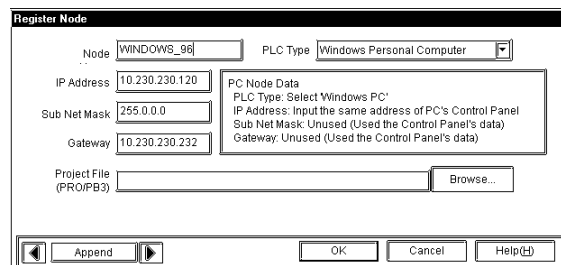 Register Node
Node WINDOWS_96 PLC Type Windows Personal Computer
IP Address 10.230.230.120
Sub Net Mask 255.0.0.0
Gateway 10.230.230.232
PC Node Data
PLC Type: Select 'Windows PC'
IP Address: Input the same address of PC's Control Panel
Sub Net Mask: Unused (Used the Control Panel's data)
Gateway: Unused (Used the Control Panel's data)
Project File
(PRO/PB3)
Browse...
Append OK Cancel Help(H)